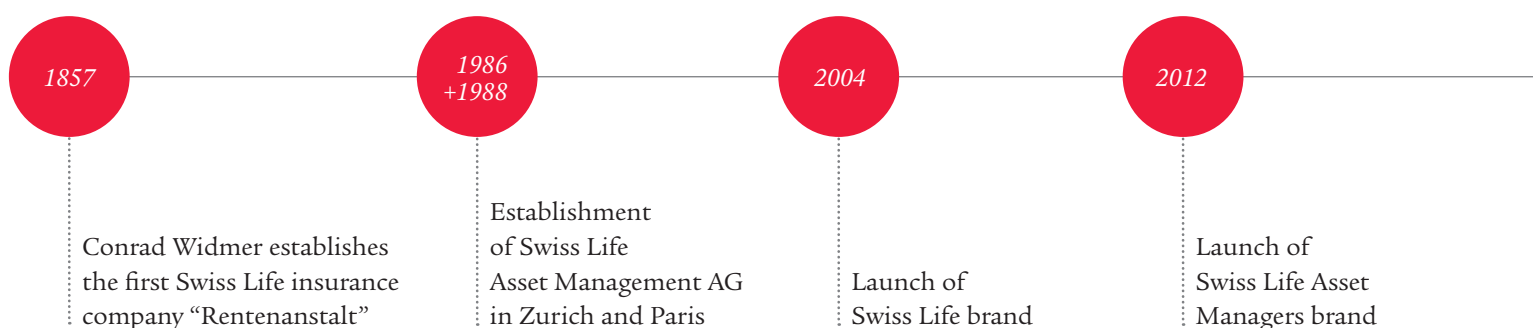 1857
1986
+1988
2004
2012
Conrad Widmer establishes
the first Swiss Life insurance
company “Rentenanstalt”
Establishment
of Swiss Life
Asset Management AG
in Zurich and Paris
Launch of
Swiss Life brand
Launch of
Swiss Life Asset
Managers brand